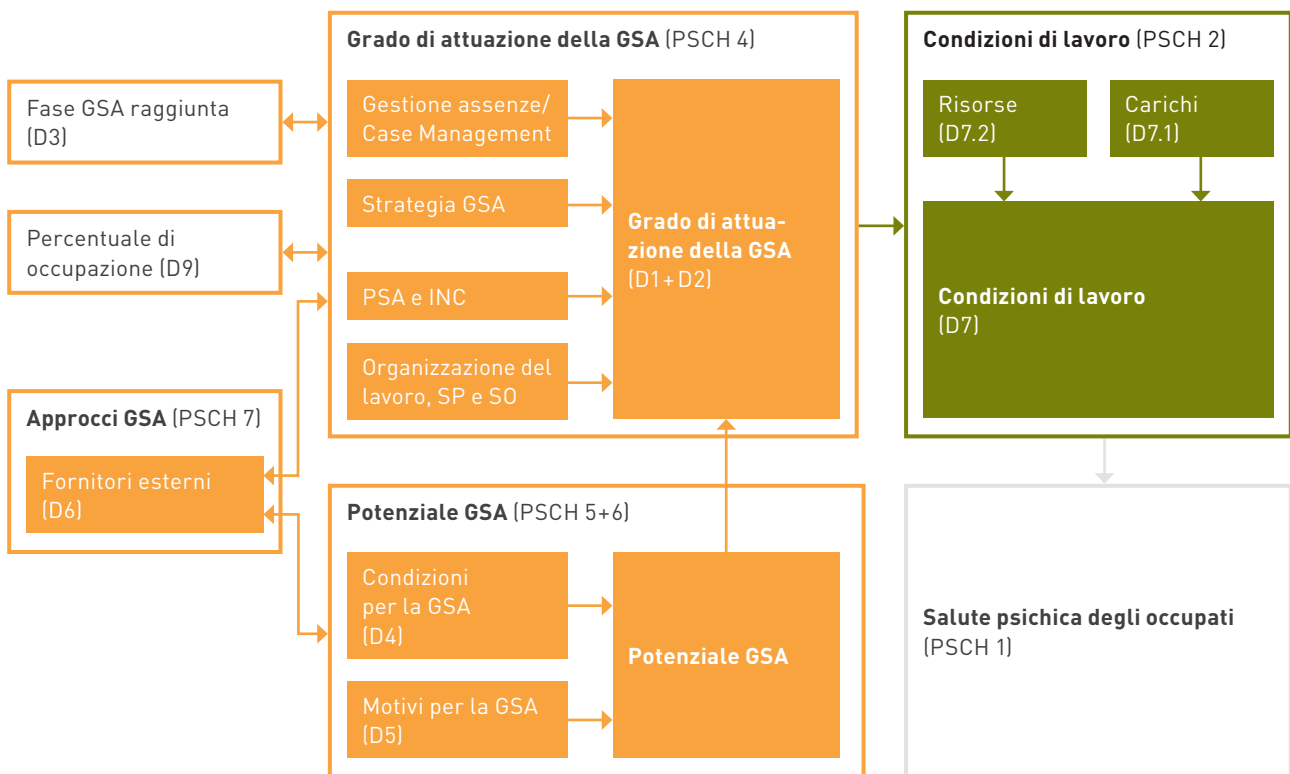 Fase GSA raggiunta
(D3)
Percentuale di
occupazione (D9)
Approcci GSA (PSCH 7)
Fornitori esterni
(D6)
Grado di attuazione della GSA (PSCH 4)
Gestione assenze/
Case Management
Strategia GSA
PSA e INC
Organizzazione del
lavoro, SP e SO
Grado di attua-
zione della GSA
(D1+D2)
Potenziale GSA (PSCH 5+6)
Condizioni
per la GSA
(D4)
Motivi per la GSA
(D5)
Potenziale GSA
Condizioni di lavoro (PSCH 2)
Risorse
(D7.2)
Carichi
(D7.1)
Condizioni di lavoro
(D7)
Salute psichica degli occupati
(PSCH 1)